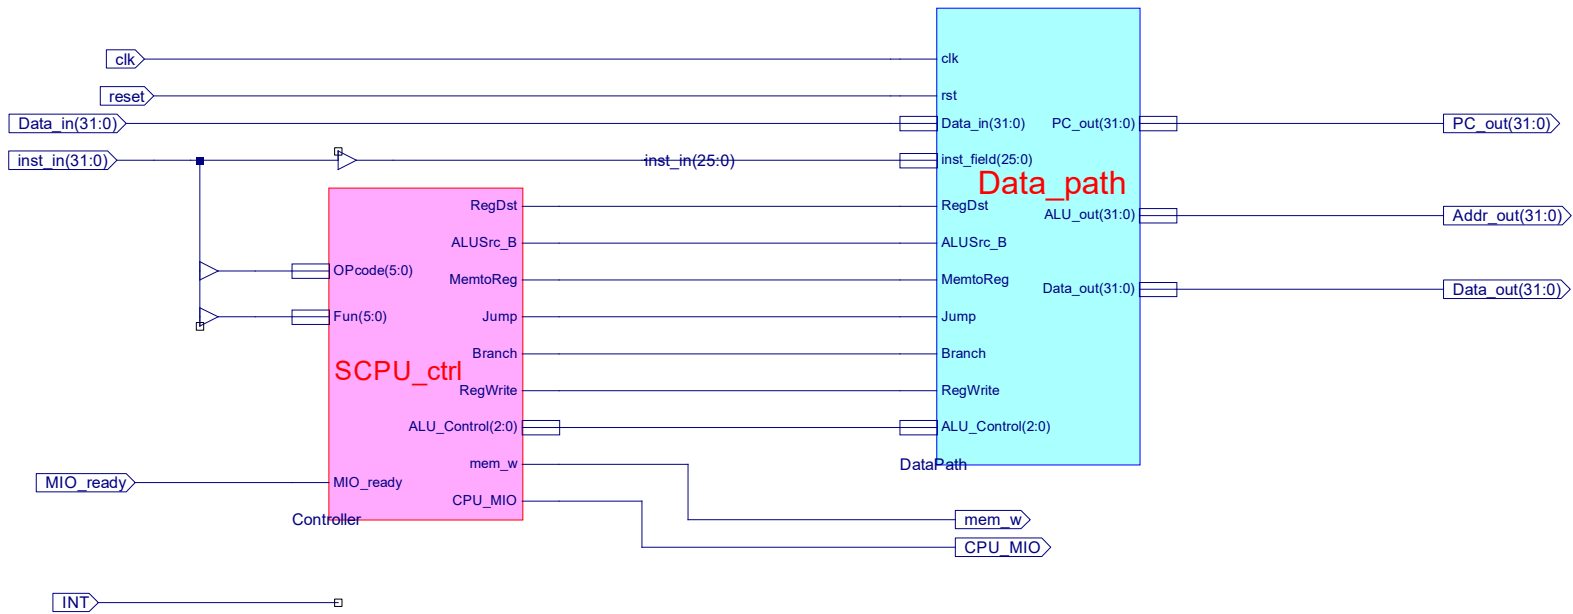 clk
reset
Data_in(31:0)
inst_in(31:0)
inst_in(25:0)
clk
rst
Data_in(31:0)
PC_out(31:0)
inst_field(25:0)
Data_path
RegDst
ALU_out(31:0)
ALUSrc_B
MemtoReg
Data_out(31:0)
Jump
Branch
RegWrite
ALU_Control(2:0)
DataPath
PC_out(31:0)
Addr_out(31:0)
Data_out(31:0)
RegDst
ALUSrc_B
OPcode(5:0)
MemtoReg
Fun(5:0)
Jump
Branch
SCPU_ctrl
RegWrite
ALU_Control(2:0)
mem_w
MIO_ready
CPU_MIO
Controller
MIO_ready
mem_w
CPU_MIO
INT